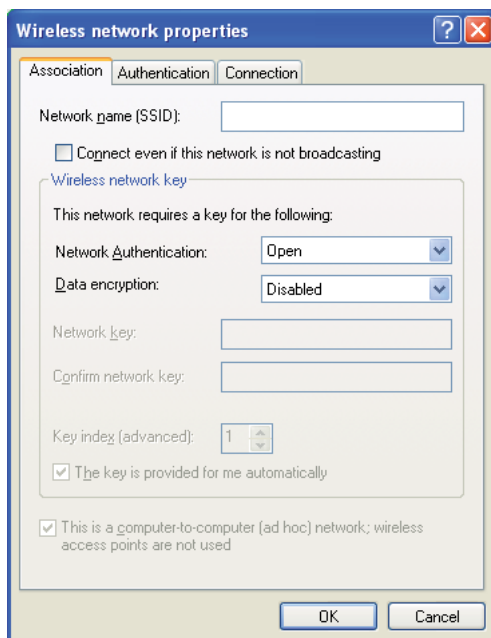 Wireless network properties
Association Authentication Connection
Network name (SSID):
Connect even if this network is not broadcasting
Wireless network key
This network requires a key for the following:
Network Authentication: Open
Data encryption: Disabled
Network key:
Confirm network key:
Key index (advanced): 1
The key is provided for me automatically
This is a computer-to-computer (ad hoc) network; wireless
access points are not used
OK Cancel